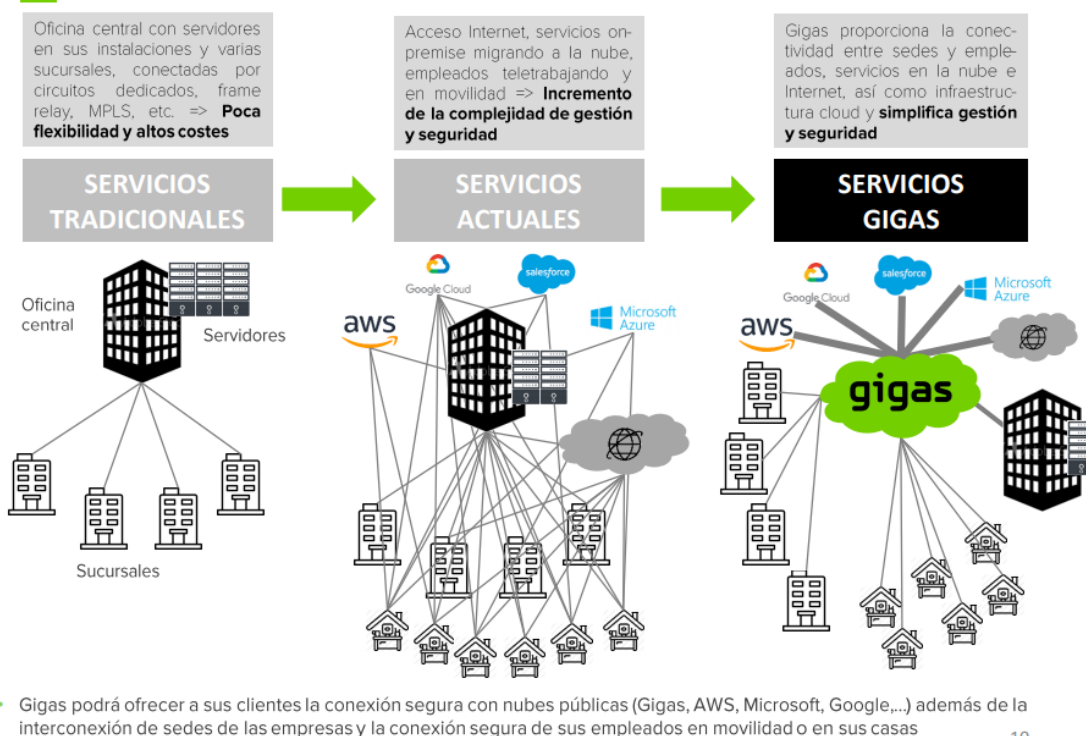 Oficina central con servidores
en sus instalaciones y varias
sucursales, conectadas por
circuitos dedicados, frame
relay, MPLS, etc. => Poca
flexibilidad y altos costes
Acceso Internet, servicios on-
premise migrando a la nube,
empleados teletrabajando y
en movilidad => Incremento
de la complejidad de gestión
y seguridad
Gigas proporciona la conec-
tividad entre sedes y emple-
ados, servicios en la nube e
Internet, así como infraestruc-
tura cloud y simplifica gestión
y seguridad
SERVICIOS
TRADICIONALES
SERVICIOS
ACTUALES
SERVICIOS
GIGAS
Oficina
central
Servidores
Sucursales
Google Cloud
salesforce
aws
Microsoft
Azure
Google Cloud
salesforce
Microsoft
Azure
aws
gigas
Gigas podrá ofrecer a sus clientes la conexión segura con nubes públicas (Gigas, AWS, Microsoft, Google,...) además de la
interconexión de sedes de las empresas y la conexión segura de sus empleados en movilidad o en sus casas